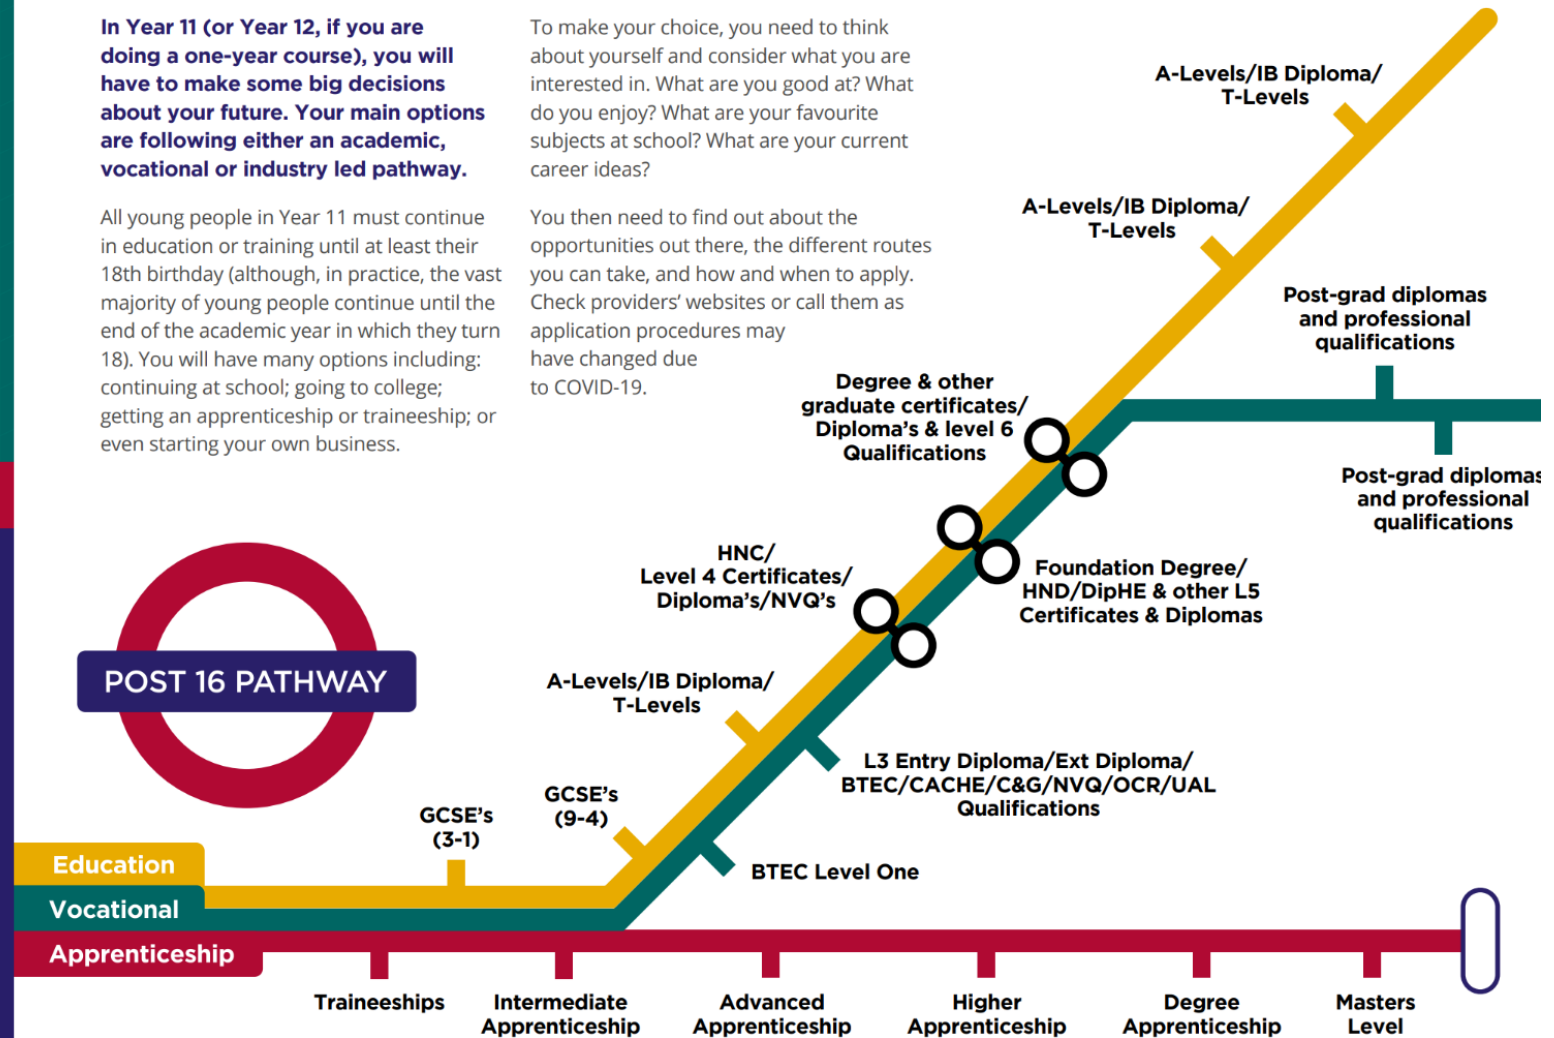 In Year 11 (or Year 12, if you are
doing a one-year course), you will
have to make some big decisions
about your future. Your main options
are following either an academic,
vocational or industry led pathway.
All young people in Year 11 must continue
in education or training until at least their
18th birthday (although, in practice, the vast
majority of young people continue until the
end of the academic year in which they turn
18). You will have many options including:
continuing at school; going to college;
getting an apprenticeship or traineeship; or
even starting your own business.
To make your choice, you need to think
about yourself and consider what you are
interested in. What are you good at? What
do you enjoy? What are your favourite
subjects at school? What are your current
career ideas?
You then need to find out about the
opportunities out there, the different routes
you can take, and how and when to apply.
Check providers' websites or call them as
application procedures may
have changed due
to COVID-19.
A-Levels/IB Diploma/
T-Levels
A-Levels/IB Diploma/
T-Levels
Post-grad diplomas
and professional
qualifications
Degree & other
graduate certificates/
Diploma's & level 6
Qualifications
Post-grad diplomas
and professional
qualifications
HNC/
Level 4 Certificates/
Diploma's/NVQ's
Foundation Degree/
HND/DipHE & other L5
Certificates & Diplomas
POST 16 PATHWAY
A-Levels/IB Diploma/
T-Levels
L3 Entry Diploma/Ext Diploma/
BTEC/CACHE/C&G/NVQ/OCR/UAL
Qualifications
GCSE's
(3-1)
GCSE's
(9-4)
BTEC Level One
Education
Vocational
Apprenticeship
Traineeships
Intermediate
Apprenticeship
Advanced
Apprenticeship
Higher
Apprenticeship
Degree
Apprenticeship
Masters
Level